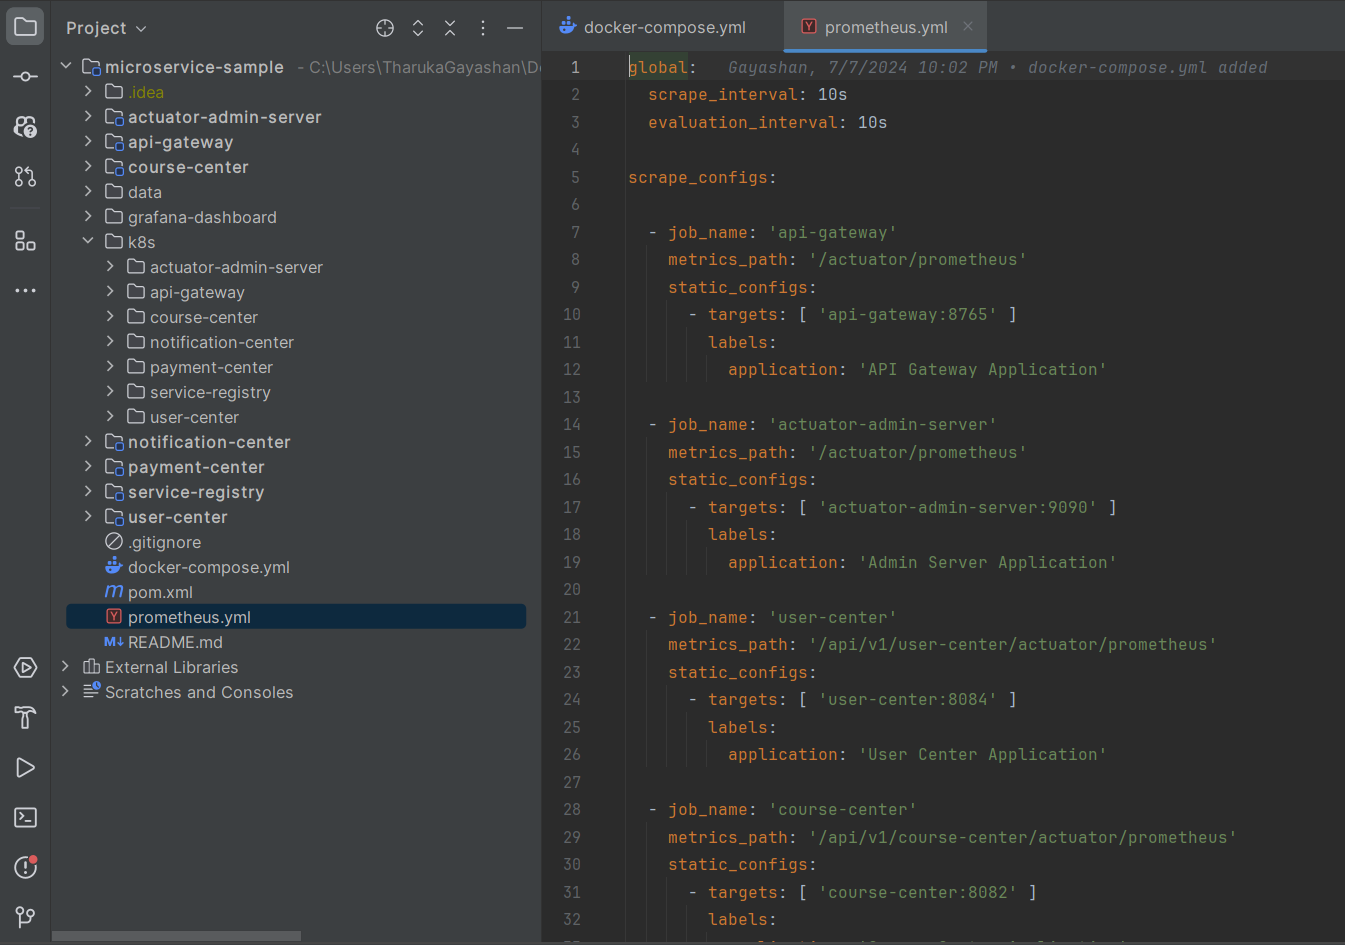 Project
microservice-sample - C:\Users\TharukaGayashan\Do
.idea
actuator-admin-server
api-gateway
course-center
data
grafana-dashboard
k8s
actuator-admin-server
api-gateway
course-center
notification-center
payment-center
service-registry
user-center
notification-center
payment-center
service-registry
user-center
.gitignore
docker-compose.yml
m pom.xml
Y prometheus.yml
M↓ README.md
External Libraries
Scratches and Consoles
docker-compose.yml
Y prometheus.yml ×
1 global: Gayashan, 7/7/2024 10:02 PM • docker-compose.yml added
2 scrape_interval: 10s
3 evaluation_interval: 10s
4
5 scrape_configs:
6
7 - job_name: 'api-gateway'
8 metrics_path: '/actuator/prometheus'
9 static_configs:
10 - targets: [ 'api-gateway:8765' ]
11 labels:
12 application: 'API Gateway Application'
13
14 - job_name: 'actuator-admin-server'
15 metrics_path: '/actuator/prometheus'
16 static_configs:
17 - targets: [ 'actuator-admin-server:9090' ]
18 labels:
19 application: 'Admin Server Application'
20
21 - job_name: 'user-center'
22 metrics_path: '/api/v1/user-center/actuator/prometheus'
23 static_configs:
24 - targets: [ 'user-center:8084' ]
25 labels:
26 application: 'User Center Application'
27
28 - job_name: 'course-center'
29 metrics_path: '/api/v1/course-center/actuator/prometheus'
30 static_configs:
31 - targets: [ 'course-center:8082' ]
32 labels: